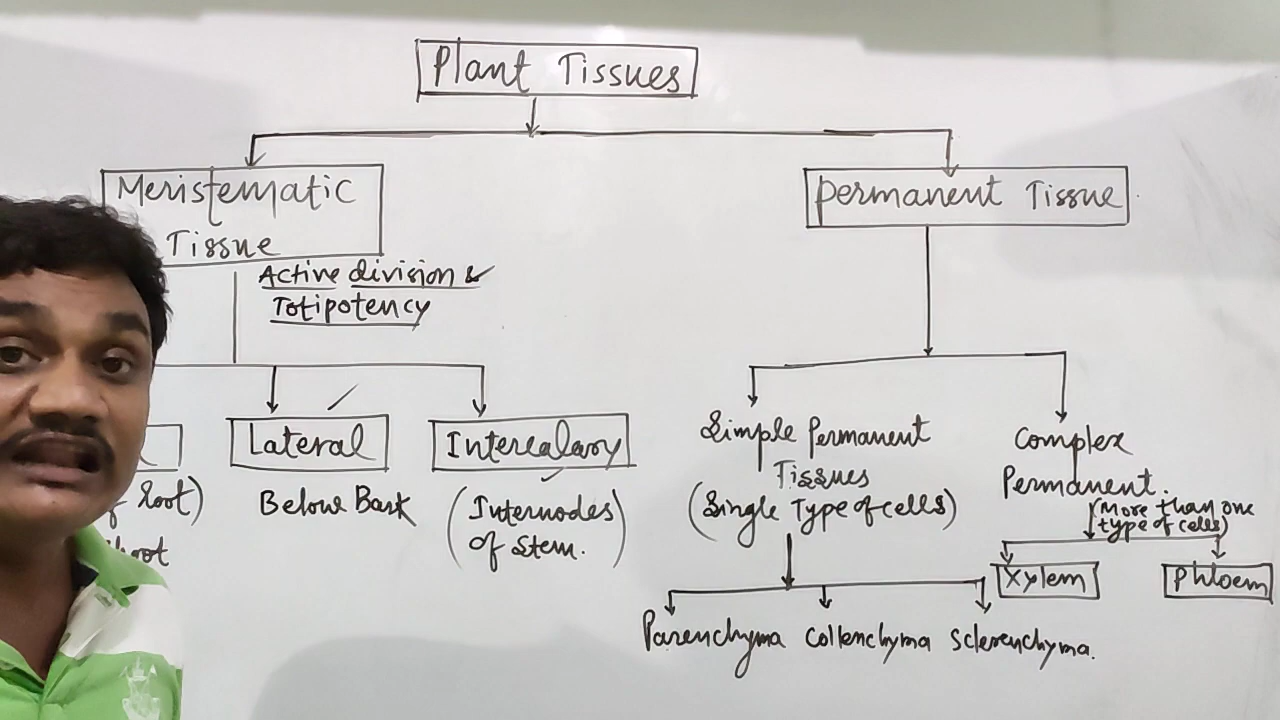 Plant Tissues
Meristematic
Tissue
Permanent Tissue
Active division &
Totipotency
Lateral
Intercalary
Simple Permanent
Tissues
(Single Type of cells)
Complex
Permanent.
(More than one
type of cells)
root)
Below Bark
(Internodes
of stem.)
shoot
Xylem
Phloem
Parenchyma Collenchyma Sclerenchyma.